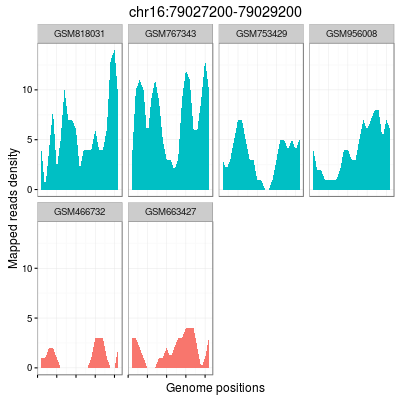 chr16:79027200-79029200
GSM818031 GSM767343 GSM753429 GSM956008
10
5
0
GSM466732 GSM663427
10
5
0
Mapped reads density
Genome positions